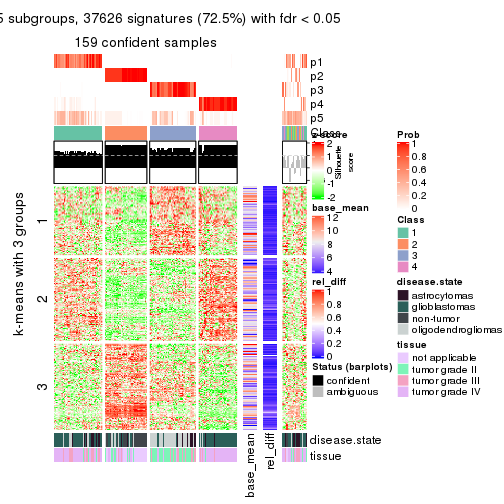 5 subgroups, 37626 signatures (72.5%) with fdr < 0.05
159 confident samples
p1
p2
p3
p4
p5
Class
z-score
2
1
0
-1
-2
Silhouette
score
base_mean
12
10
8
6
4
rel_diff
1
0.8
0.6
0.4
0.2
0
Status (barplots)
confident
ambiguous
Prob
1
0.8
0.6
0.4
0.2
0
Class
1
2
3
4
disease.state
astrocytomas
glioblastomas
non-tumor
oligodendrogliomas
tissue
not applicable
tumor grade II
tumor grade III
tumor grade IV
k-means with 3 groups
1
2
3
disease.state
tissue
base_mean
rel_diff